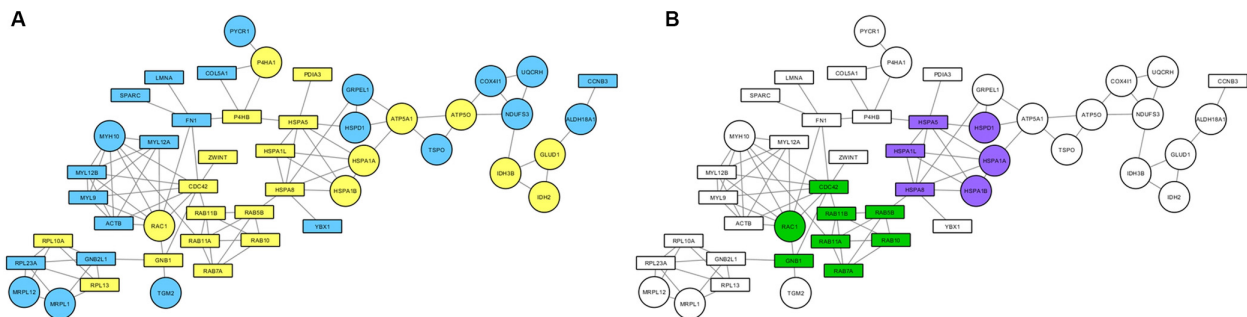 A
PYCR1
P4HA1
LMNA
COL5A1
PDIA3
SPARC
GRPEL1
COX4I1
UQCRH
CCNB3
FN1
P4HB
HSPA5
HSPD1
ATP5A1
ATP5O
NDUFS3
ALDH18A1
MYH10
MYL12A
HSPA1L
HSPA1A
TSPO
GLUD1
MYL12B
ZWINT
IDH3B
MYL9
CDC42
HSPA8
HSPA1B
IDH2
ACTB
RAC1
RAB11B
RAB5B
YBX1
RPL10A
RAB11A
RAB10
RPL23A
GNB2L1
GNB1
RAB7A
RPL13
MRPL12
MRPL1
TGM2
B
PYCR1
P4HA1
LMNA
COL5A1
PDIA3
SPARC
GRPEL1
COX4I1
UQCRH
CCNB3
FN1
P4HB
HSPA5
HSPD1
ATP5A1
ATP5O
NDUFS3
ALDH18A1
MYH10
MYL12A
HSPA1L
HSPA1A
TSPO
GLUD1
MYL12B
ZWINT
IDH3B
MYL9
CDC42
HSPA8
HSPA1B
IDH2
ACTB
RAC1
RAB11B
RAB5B
YBX1
RPL10A
RAB11A
RAB10
RPL23A
GNB2L1
GNB1
RAB7A
RPL13
MRPL12
MRPL1
TGM2